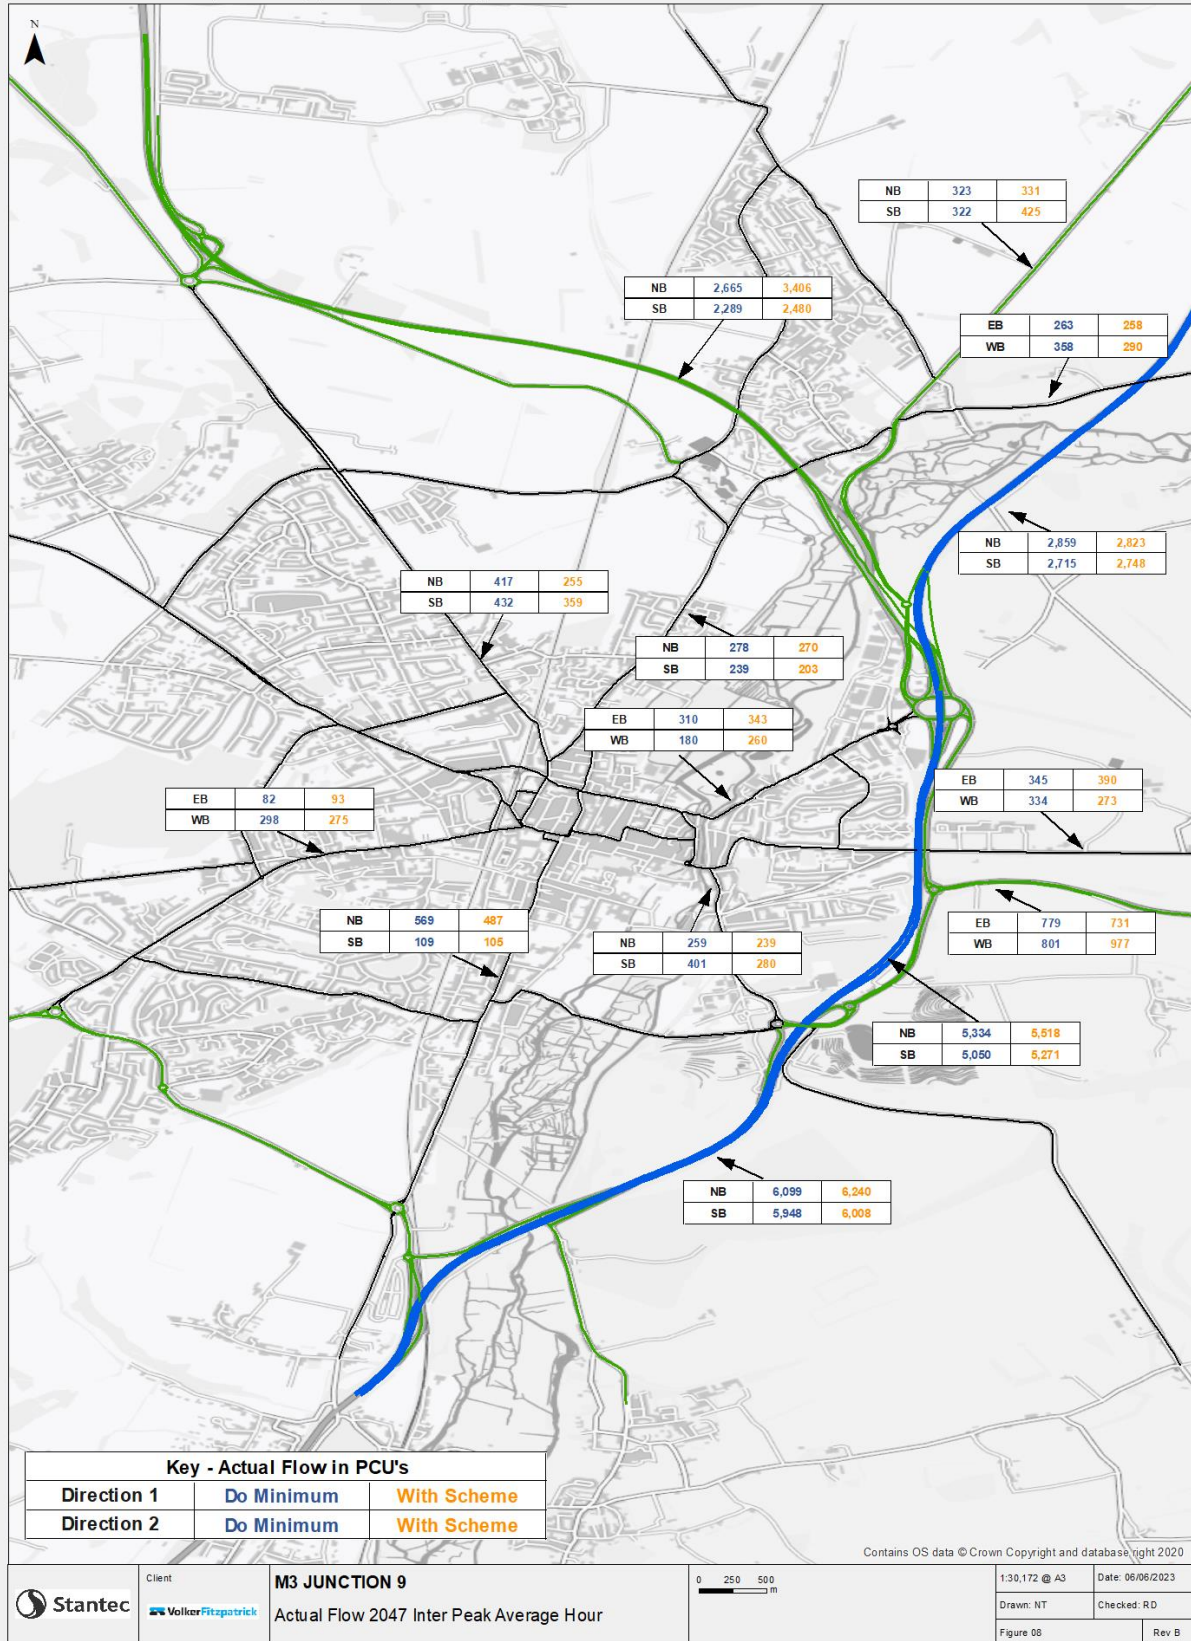 N
NB 323 331
SB 322 425
NB 2,665 3,406
SB 2,289 2,480
EB 263 258
WB 358 290
NB 2,859 2,823
SB 2,715 2,748
NB 417 255
SB 432 359
NB 278 270
SB 239 203
EB 310 343
WB 180 260
EB 345 390
WB 334 273
EB 82 93
WB 298 275
NB 569 487
SB 109 105
NB 259 239
SB 401 280
EB 779 731
WB 801 977
NB 5,334 5,518
SB 5,050 5,271
NB 6,099 6,240
SB 5,948 6,008
Key - Actual Flow in PCU's
Direction 1 Do Minimum With Scheme
Direction 2 Do Minimum With Scheme
Contains OS data © Crown Copyright and database right 2020
Stantec
Client
VolkerFitzpatrick
M3 JUNCTION 9
Actual Flow 2047 Inter Peak Average Hour
0 250 500
m
1:30,172 @ A3 Date: 06/06/2023
Drawn: NT Checked: RD
Figure 08 Rev B